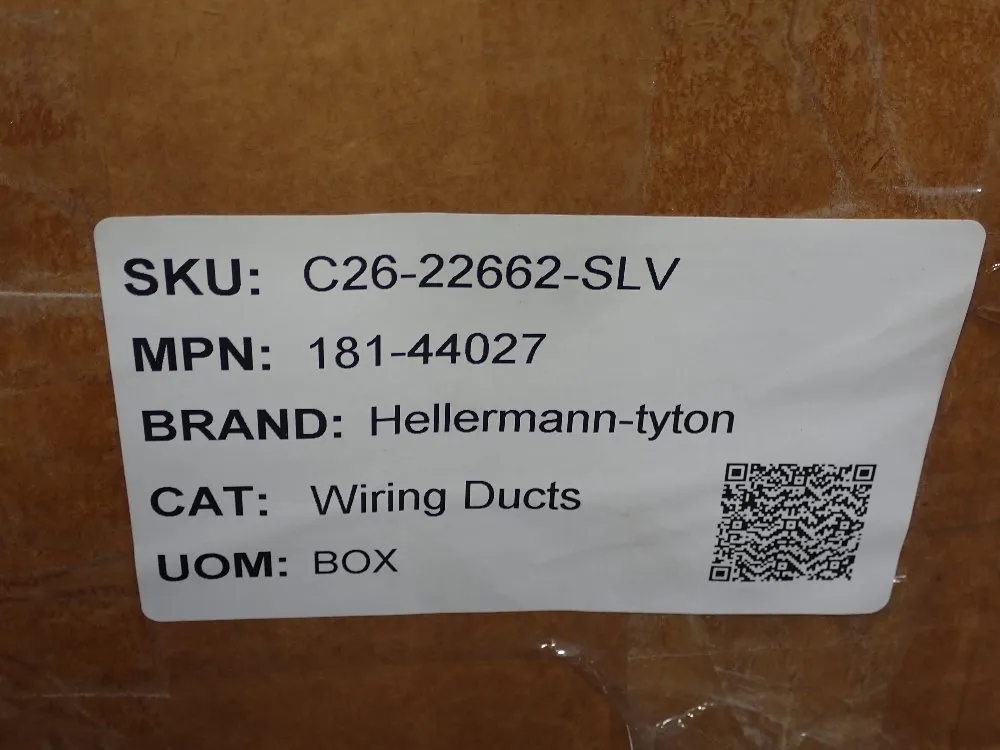 SKU: C26-22662-SLV
MPN: 181-44027
BRAND: Hellermann-tyton
CAT: Wiring Ducts
UOM: BOX